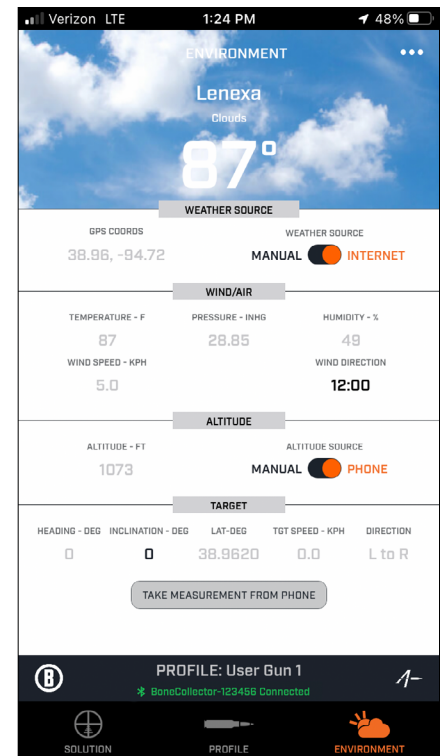 Verizon LTE 1:24 PM 48%
ENVIRONMENT
Lenexa
Clouds
87°
WEATHER SOURCE
GPS COORDS WEATHER SOURCE
38.96, -94.72 MANUAL INTERNET
WIND/AIR
TEMPERATURE - F PRESSURE - INHG HUMIDITY - %
87 28.85 49
WIND SPEED - KPH WIND DIRECTION
5.0 12:00
ALTITUDE
ALTITUDE - FT ALTITUDE SOURCE
1073 MANUAL PHONE
TARGET
HEADING - DEG INCLINATION - DEG LAT-DEG TGT SPEED - KPH DIRECTION
0 0 38.9620 0.0 L to R
TAKE MEASUREMENT FROM PHONE
B PROFILE: User Gun 1 A
BoneCollector-123456 Connected
SOLUTION PROFILE ENVIRONMENT